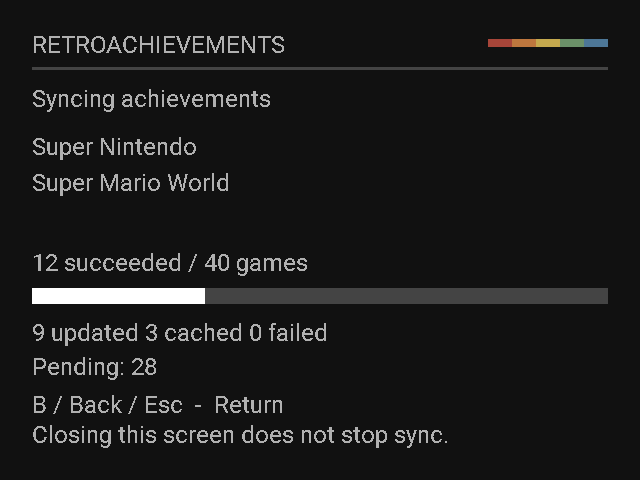 RETROACHIEVEMENTS
Syncing achievements
Super Nintendo
Super Mario World
12 succeeded / 40 games
9 updated 3 cached 0 failed
Pending: 28
B / Back / Esc - Return
Closing this screen does not stop sync.